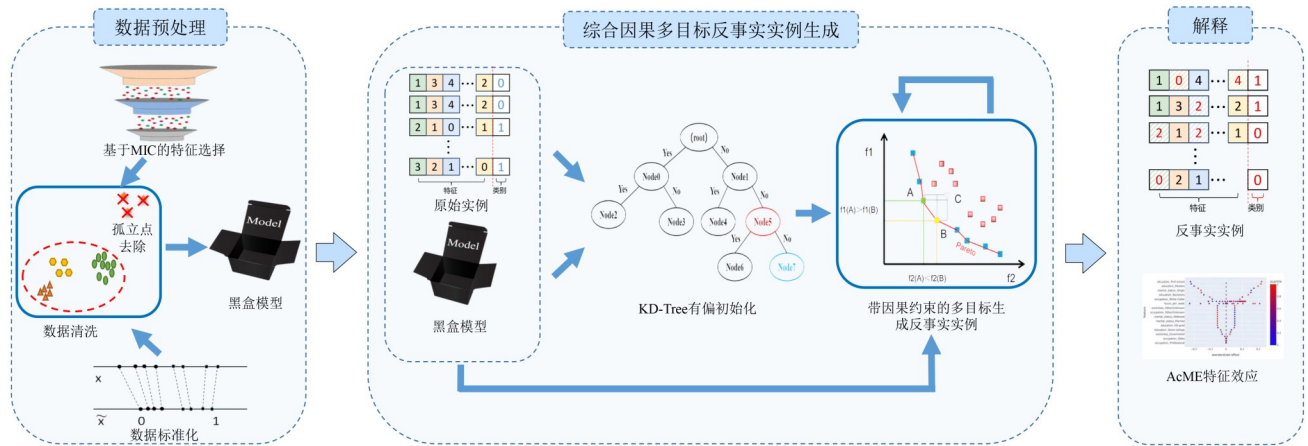 数据预处理
基于MIC的特征选择
孤立点
去除
Model
黑盒模型
数据清洗
x
x̃ 0 1
数据标准化
综合因果多目标反事实实例生成
1 3 4 ··· 2 0
1 3 4 ··· 2 0
2 1 0 ··· 1 1
⋮
3 2 1 ··· 0 1
特征 类别
原始实例
Model
黑盒模型
(root)
Yes No
Node0 Node1
Yes No No
Node2 Node3 Node4 Node5
Yes No
Node6 Node7
KD-Tree有偏初始化
f1
A
C
f1(A)>f1(B)
B
Pareto
f2(A)<f2(B)
f2
带因果约束的多目标生
成反事实实例
解释
1 0 4 ··· 4 1
1 3 2 ··· 2 1
2 1 2 ··· 1 0
⋮
0 2 1 ··· 0
特征 类别
反事实实例
AcME特征效应